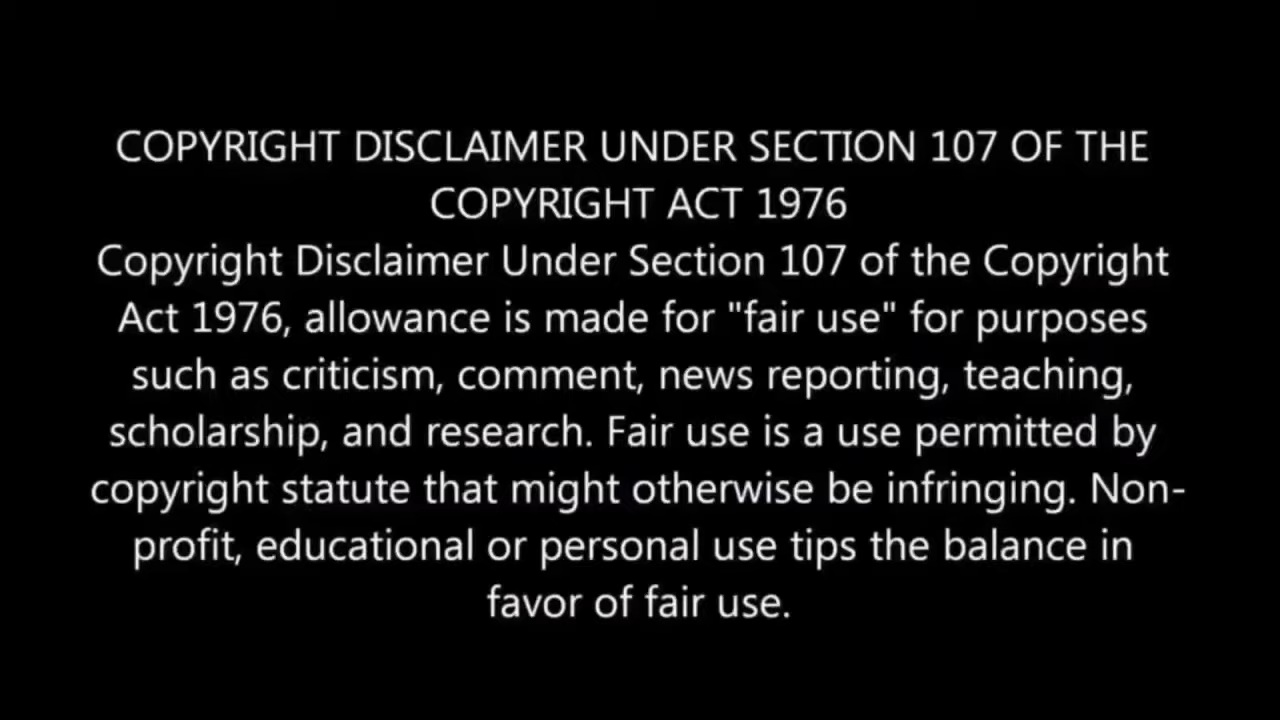 COPYRIGHT DISCLAIMER UNDER SECTION 107 OF THE
COPYRIGHT ACT 1976
Copyright Disclaimer Under Section 107 of the Copyright
Act 1976, allowance is made for "fair use" for purposes
such as criticism, comment, news reporting, teaching,
scholarship, and research. Fair use is a use permitted by
copyright statute that might otherwise be infringing. Non-
profit, educational or personal use tips the balance in
favor of fair use.